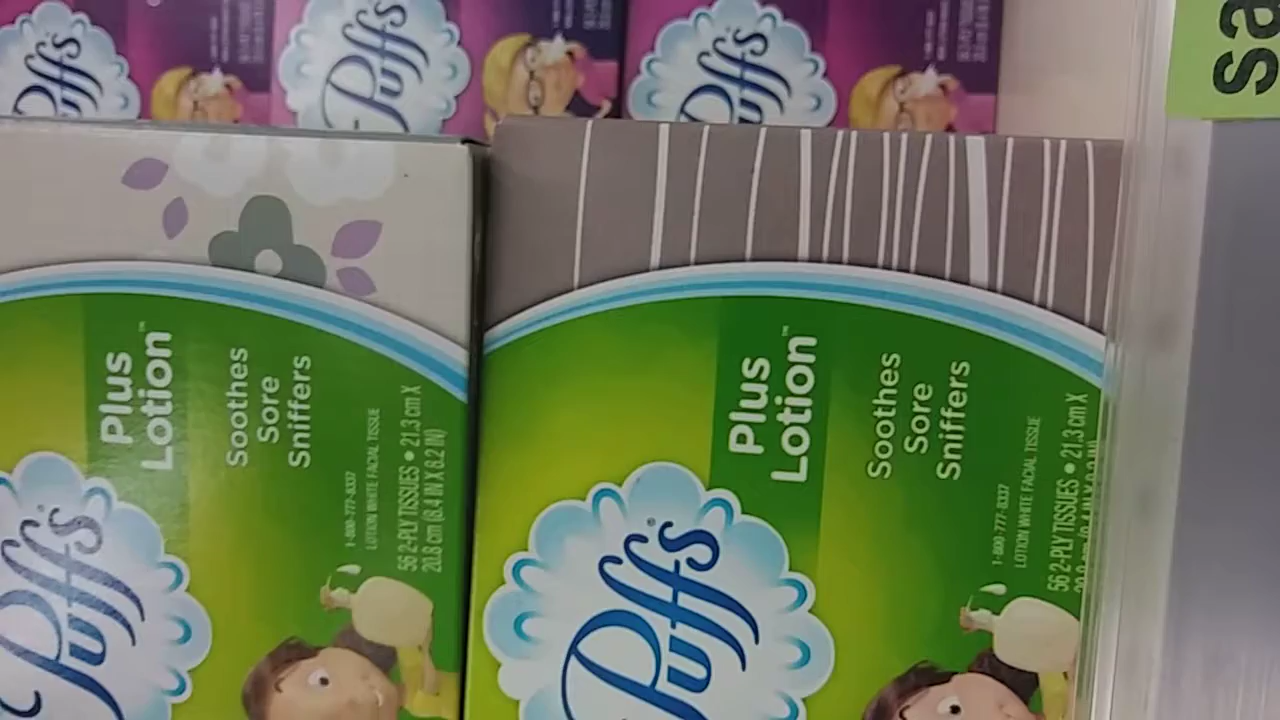 Puffs
Puffs
Puffs
sa
Plus
Lotion™
Soothes
Sore
Sniffers
1-800-777-8337
LOTION WHITE FACIAL TISSUE
56 2-PLY TISSUES • 21.3 cm X
20.8 cm (8.4 IN X 8.2 IN)
Puffs
Plus
Lotion™
Soothes
Sore
Sniffers
1-800-777-8337
LOTION WHITE FACIAL TISSUE
56 2-PLY TISSUES • 21.3 cm X
Puffs®